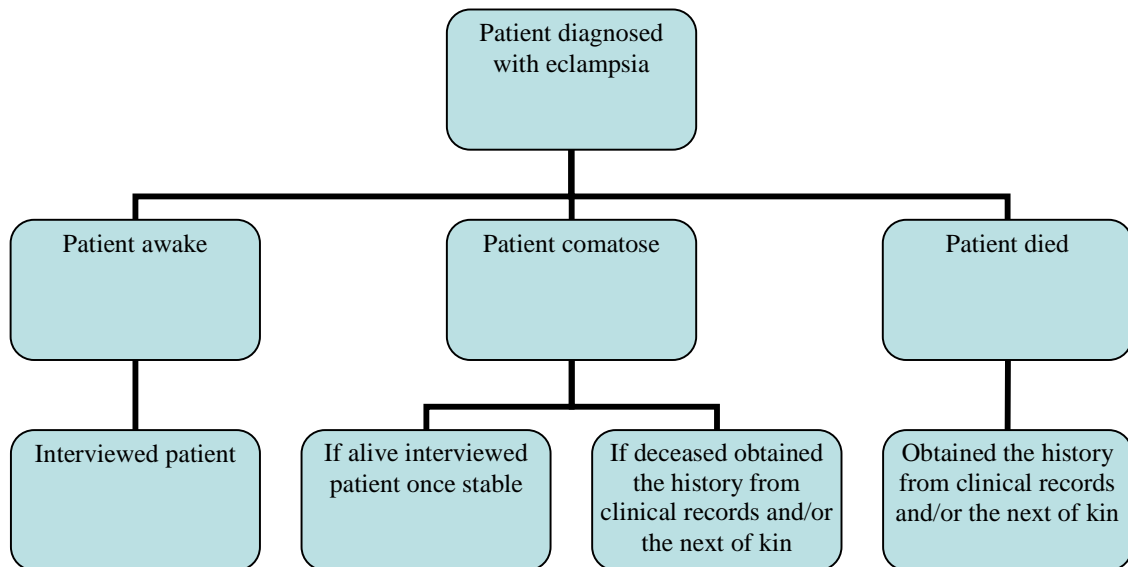 Patient diagnosed
with eclampsia
Patient awake
Patient comatose
Patient died
Interviewed patient
If alive interviewed
patient once stable
If deceased obtained
the history from
clinical records and/or
the next of kin
Obtained the history
from clinical records
and/or the next of kin